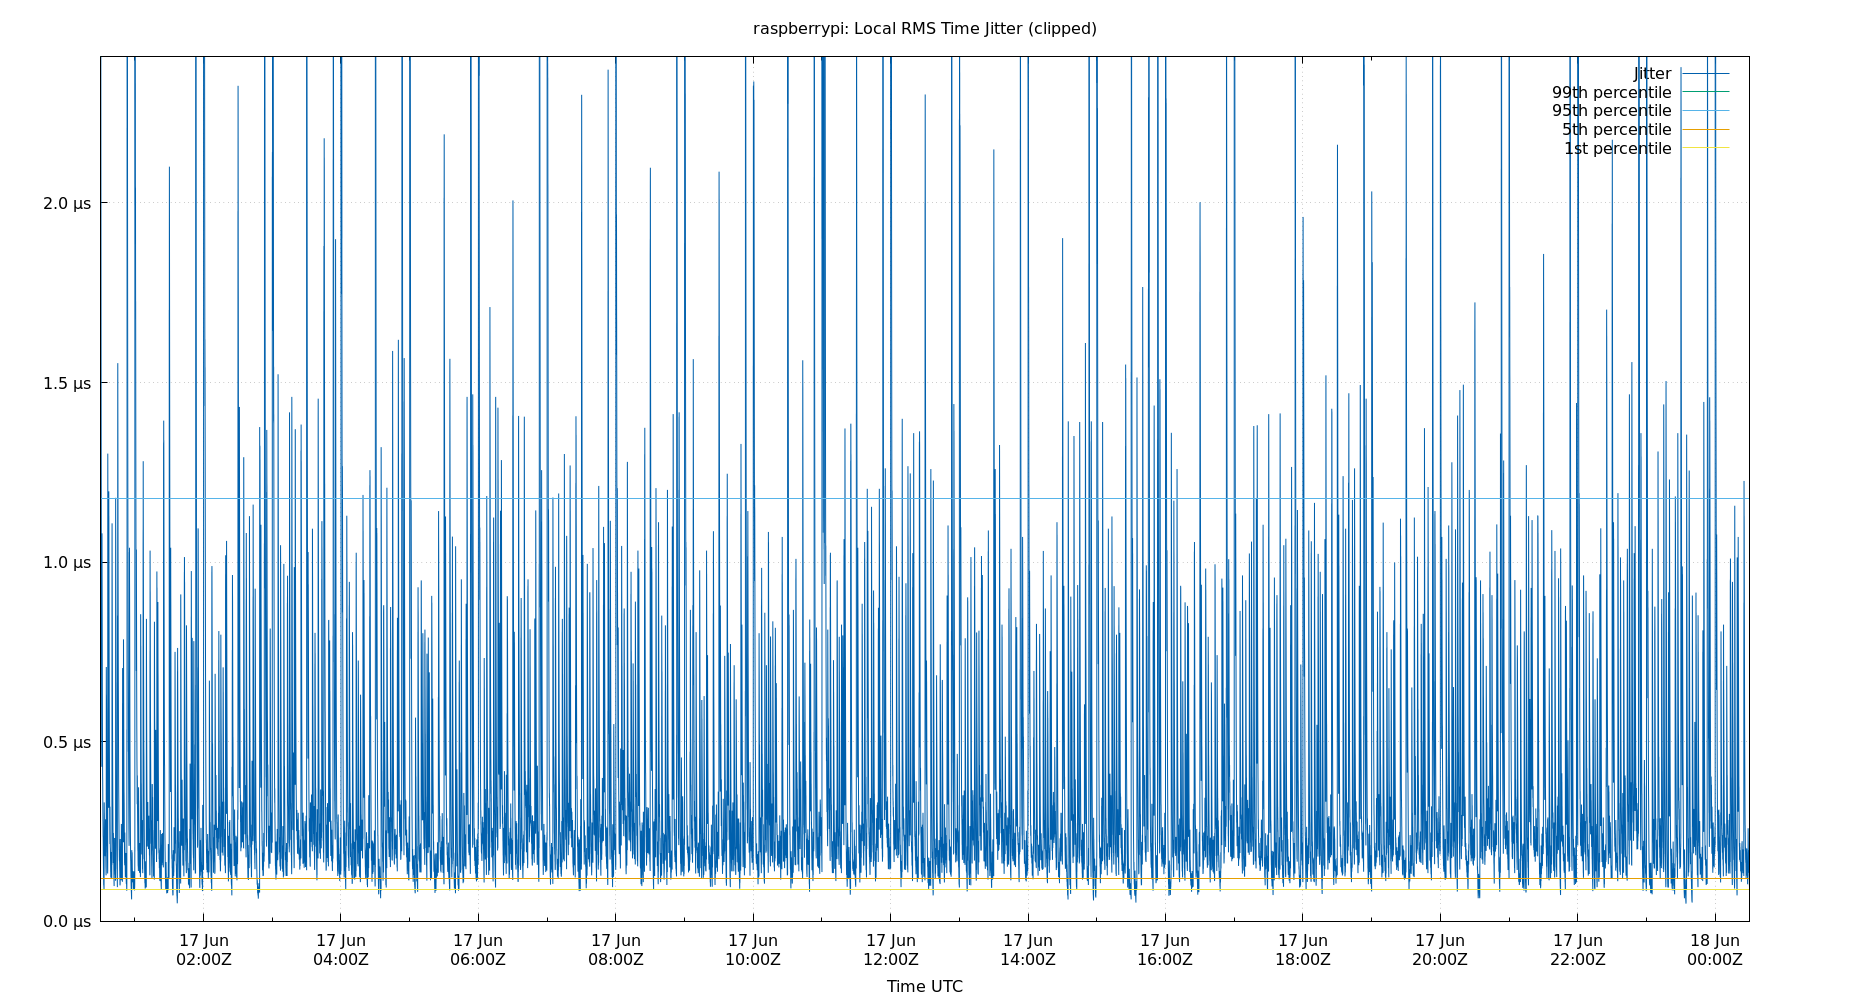 raspberrypi: Local RMS Time Jitter (clipped)
Jitter
99th percentile
95th percentile
5th percentile
1st percentile
2.0 µs
1.5 µs
1.0 µs
0.5 µs
0.0 µs
17 Jun 17 Jun 17 Jun 17 Jun 17 Jun 17 Jun 17 Jun 17 Jun 17 Jun 17 Jun 17 Jun 18 Jun
02:00Z 04:00Z 06:00Z 08:00Z 10:00Z 12:00Z 14:00Z 16:00Z 18:00Z 20:00Z 22:00Z 00:00Z
Time UTC